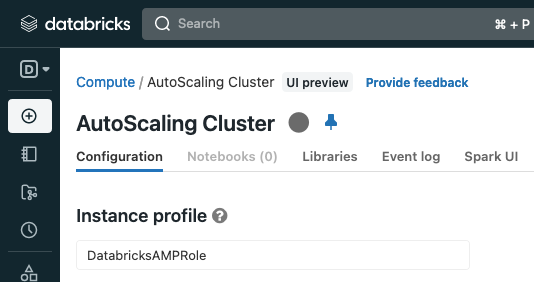 databricks
Search
⌘ + P
D
Compute / AutoScaling Cluster UI preview Provide feedback
AutoScaling Cluster
Configuration Notebooks (0) Libraries Event log Spark UI
Instance profile ?
DatabricksAMPRole